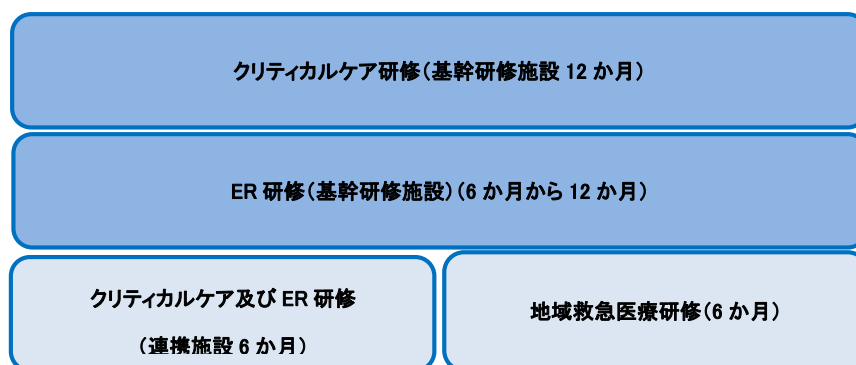 クリティカルケア研修（基幹研修施設 12 か月）
ER 研修（基幹研修施設）（6 か月から 12 か月）
クリティカルケア及び ER 研修
（連携施設 6 か月）
地域救急医療研修（6 か月）